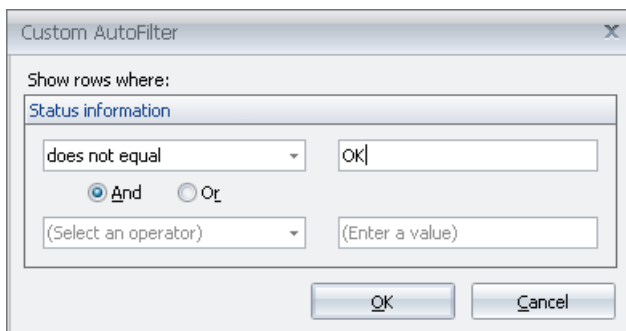 Custom AutoFilter
Show rows where:
Status information
does not equal OK
And Or
(Select an operator) (Enter a value)
OK Cancel